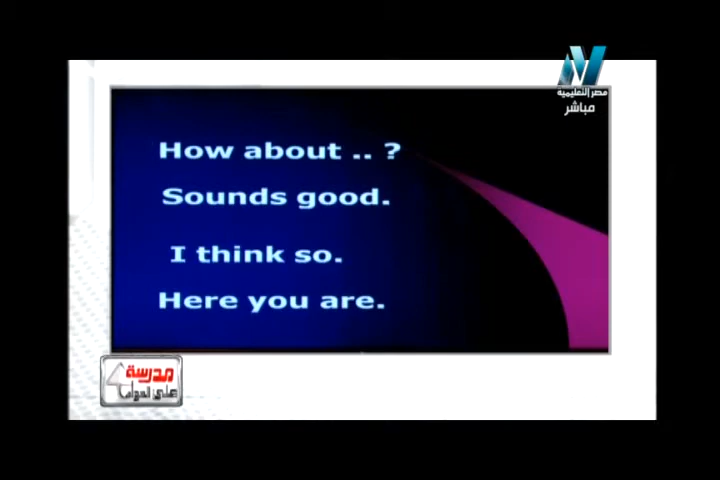 مصر التعليمية
مباشر
How about .. ?
Sounds good.
I think so.
Here you are.
مدرسة
على الهواء